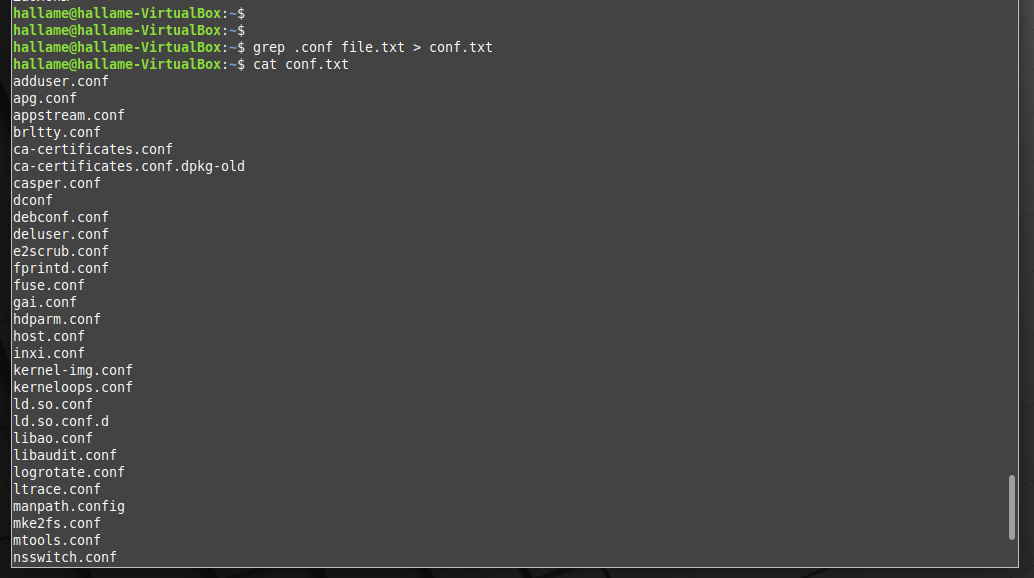 hallame@hallame-VirtualBox:~$
hallame@hallame-VirtualBox:~$
hallame@hallame-VirtualBox:~$ grep .conf file.txt > conf.txt
hallame@hallame-VirtualBox:~$ cat conf.txt
adduser.conf
apg.conf
appstream.conf
brltty.conf
ca-certificates.conf
ca-certificates.conf.dpkg-old
casper.conf
dconf
debconf.conf
deluser.conf
e2scrub.conf
fprintd.conf
fuse.conf
gai.conf
hdparm.conf
host.conf
inxi.conf
kernel-img.conf
kerneloops.conf
ld.so.conf
ld.so.conf.d
libao.conf
libaudit.conf
logrotate.conf
ltrace.conf
manpath.config
mke2fs.conf
mtools.conf
nsswitch.conf